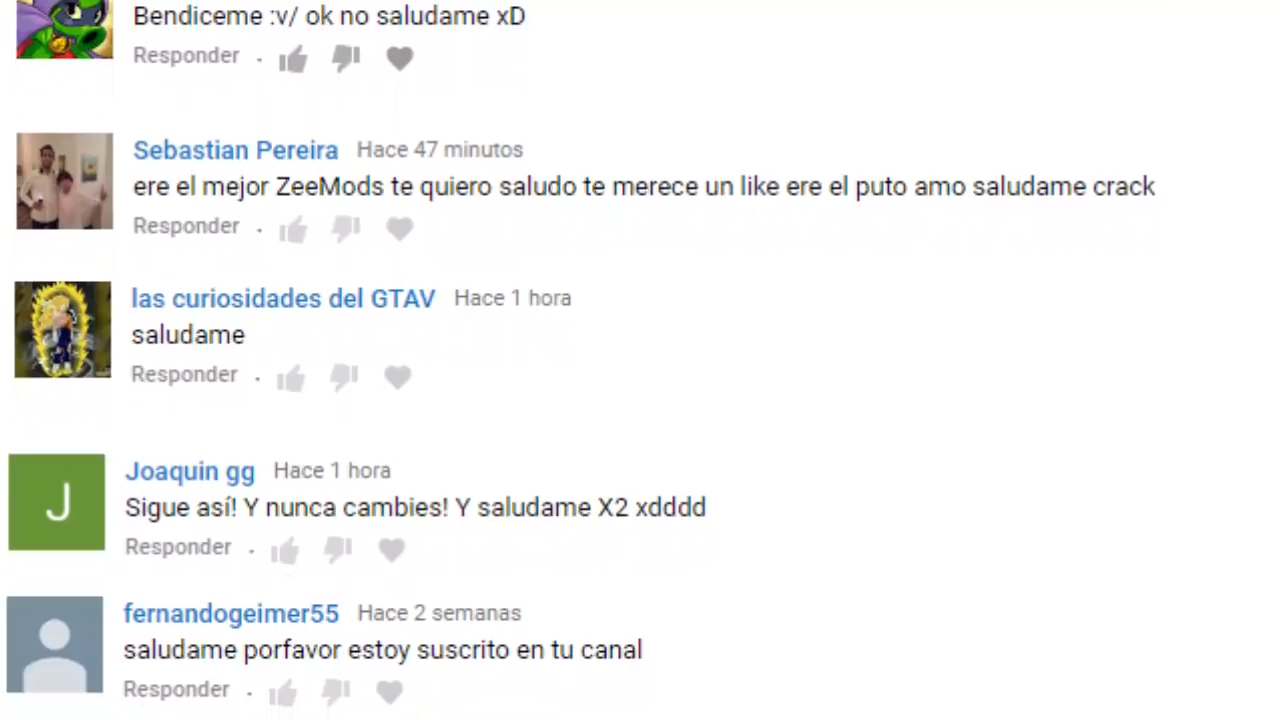 Bendiceme :v/ ok no saludame xD
Responder .
Sebastian Pereira Hace 47 minutos
ere el mejor ZeeMods te quiero saludo te merece un like ere el puto amo saludame crack
Responder .
las curiosidades del GTAV Hace 1 hora
saludame
Responder .
J
Joaquin gg Hace 1 hora
Sigue así! Y nunca cambies! Y saludame X2 xdddd
Responder .
fernandogeimer55 Hace 2 semanas
saludame porfavor estoy suscrito en tu canal
Responder .